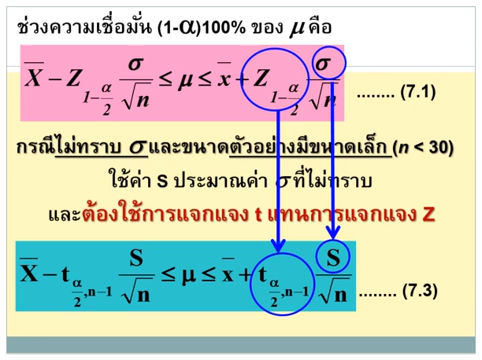 ช่วงความเชื่อมั่น (1-α)100% ของ μ คือ
X̄ − Z_{1−α/2} σ/√n ≤ μ ≤ x̄ + Z_{1−α/2} σ/√n ........ (7.1)
กรณีไม่ทราบ σ และขนาดตัวอย่างมีขนาดเล็ก (n < 30)
ใช้ค่า S ประมาณค่า σ ที่ไม่ทราบ
และต้องใช้การแจกแจง t แทนการแจกแจง Z
X̄ − t_{α/2,n−1} S/√n ≤ μ ≤ x̄ + t_{α/2,n−1} S/√n ........ (7.3)